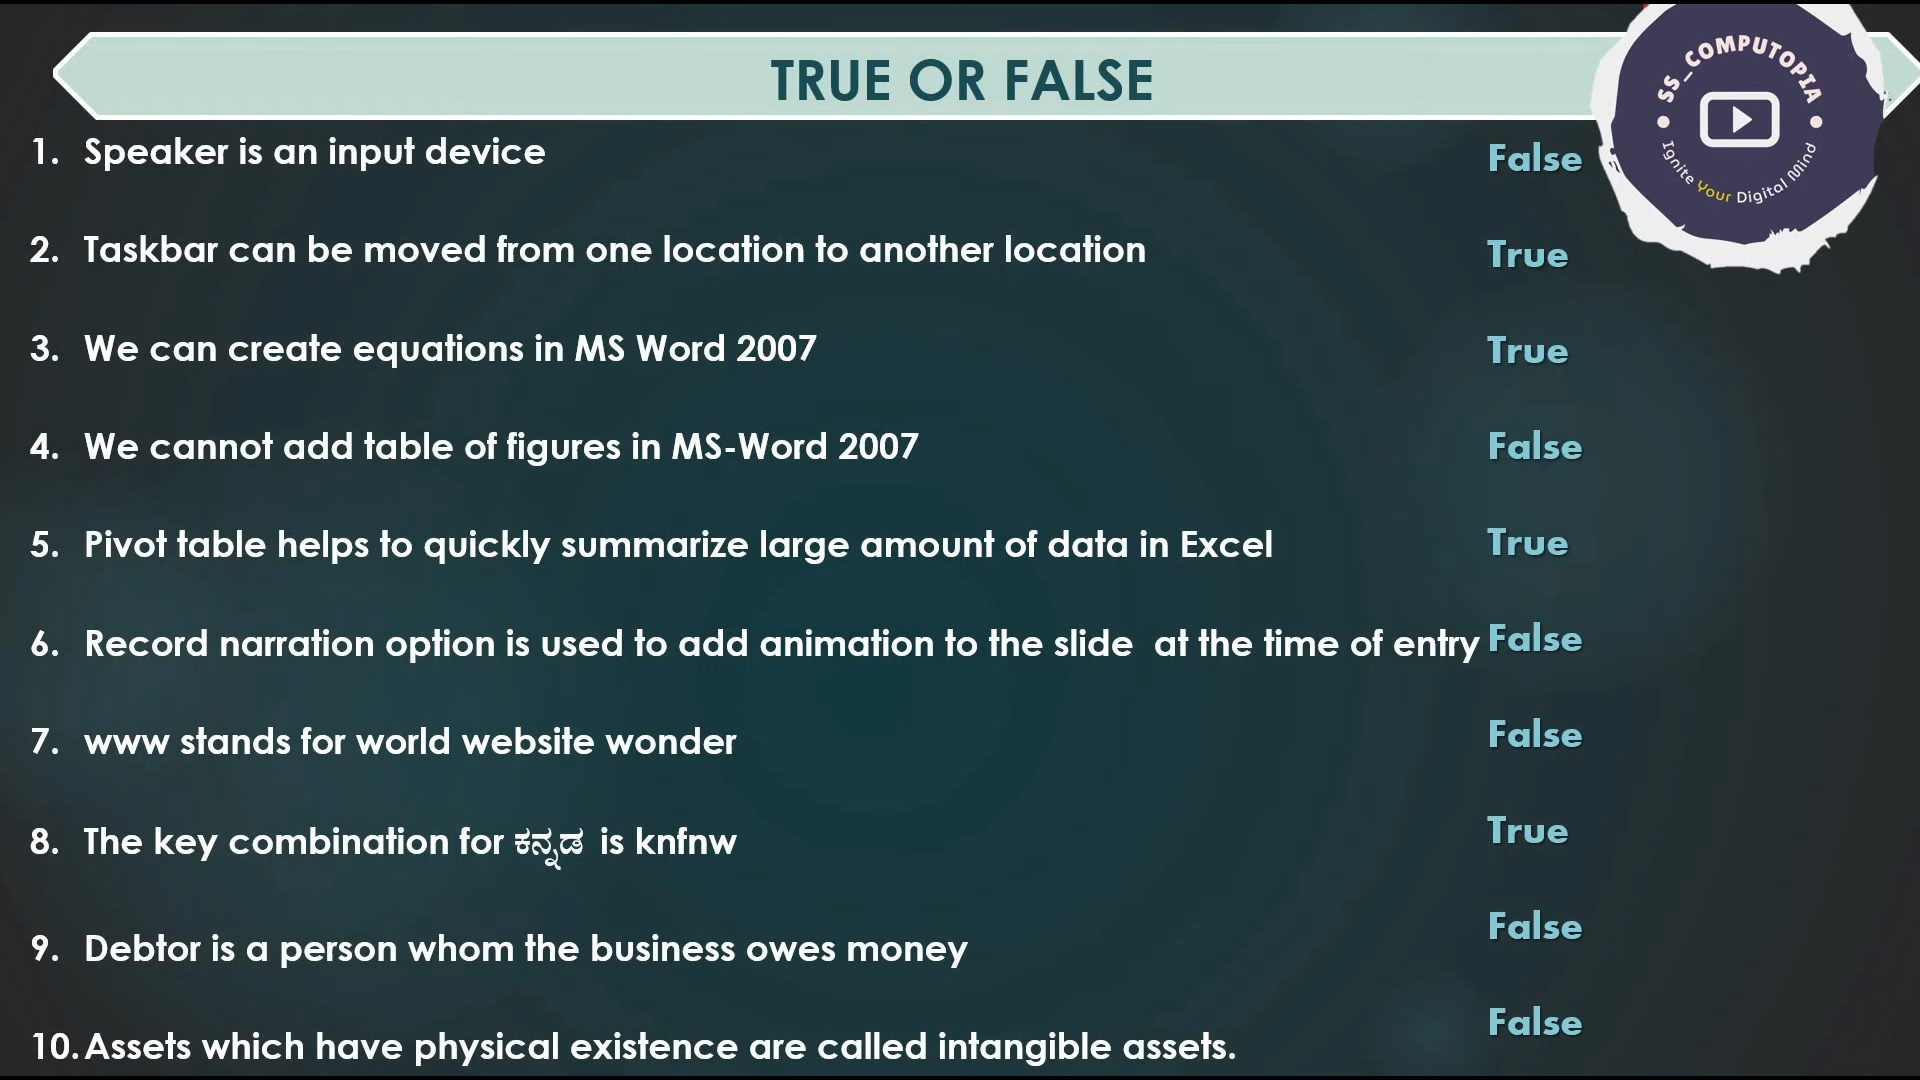 TRUE OR FALSE
SS_COMPUTOPIA
Ignite Your Digital Mind
1. Speaker is an input device False
2. Taskbar can be moved from one location to another location True
3. We can create equations in MS Word 2007 True
4. We cannot add table of figures in MS-Word 2007 False
5. Pivot table helps to quickly summarize large amount of data in Excel True
6. Record narration option is used to add animation to the slide at the time of entry False
7. www stands for world website wonder False
8. The key combination for ಕನ್ನಡ is knfnw True
9. Debtor is a person whom the business owes money False
10. Assets which have physical existence are called intangible assets. False